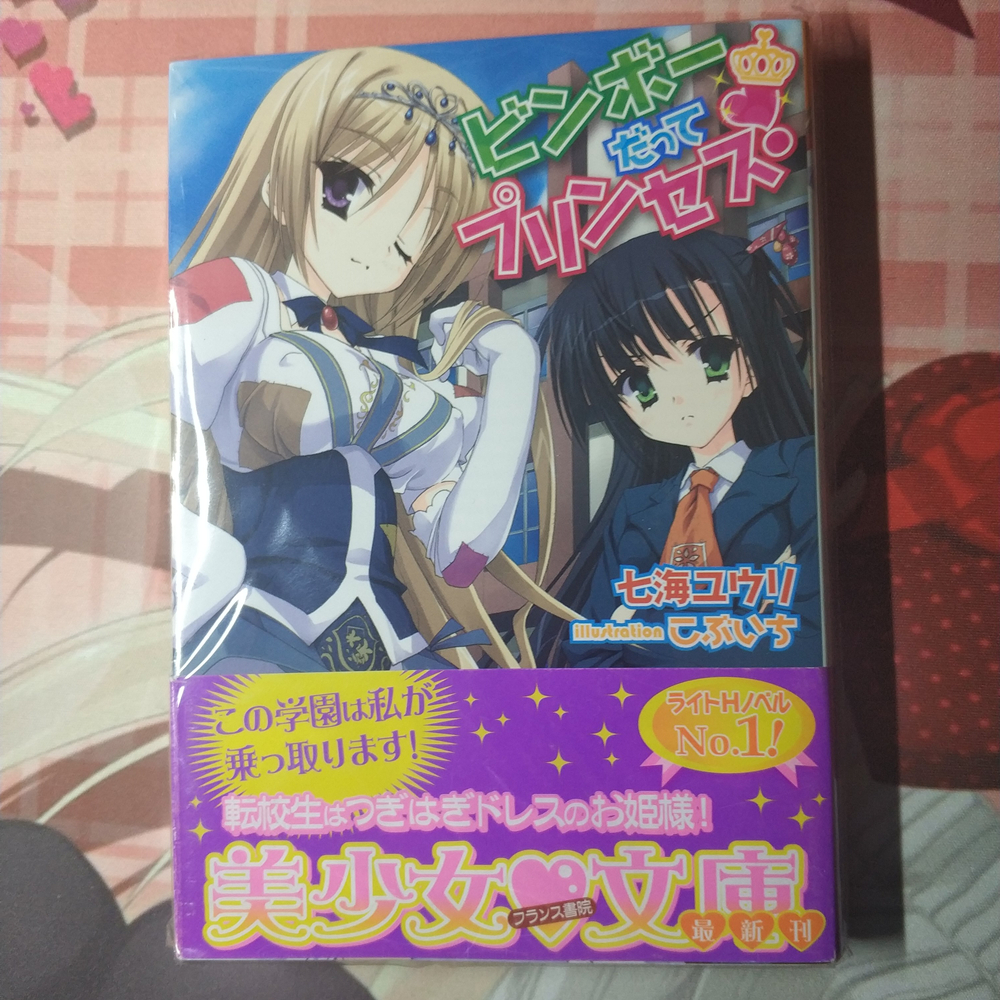 ビンボー
だって
プリンセス
七海ユウリ
illustration こぶいち
この学園は私が
乗っ取ります!
ライトHノベル
No.1!
転校生はつぎはぎドレスのお姫様!
美少女文庫
フランス書院
最新刊